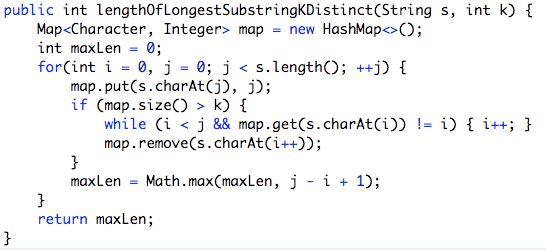 public int lengthOfLongestSubstringKDistinct(String s, int k) {
    Map<Character, Integer> map = new HashMap<>();
    int maxLen = 0;
    for(int i = 0, j = 0; j < s.length(); ++j) {
        map.put(s.charAt(j), j);
        if (map.size() > k) {
            while (i < j && map.get(s.charAt(i)) != i) { i++; }
            map.remove(s.charAt(i++));
        }
        maxLen = Math.max(maxLen, j - i + 1);
    }
    return maxLen;
}